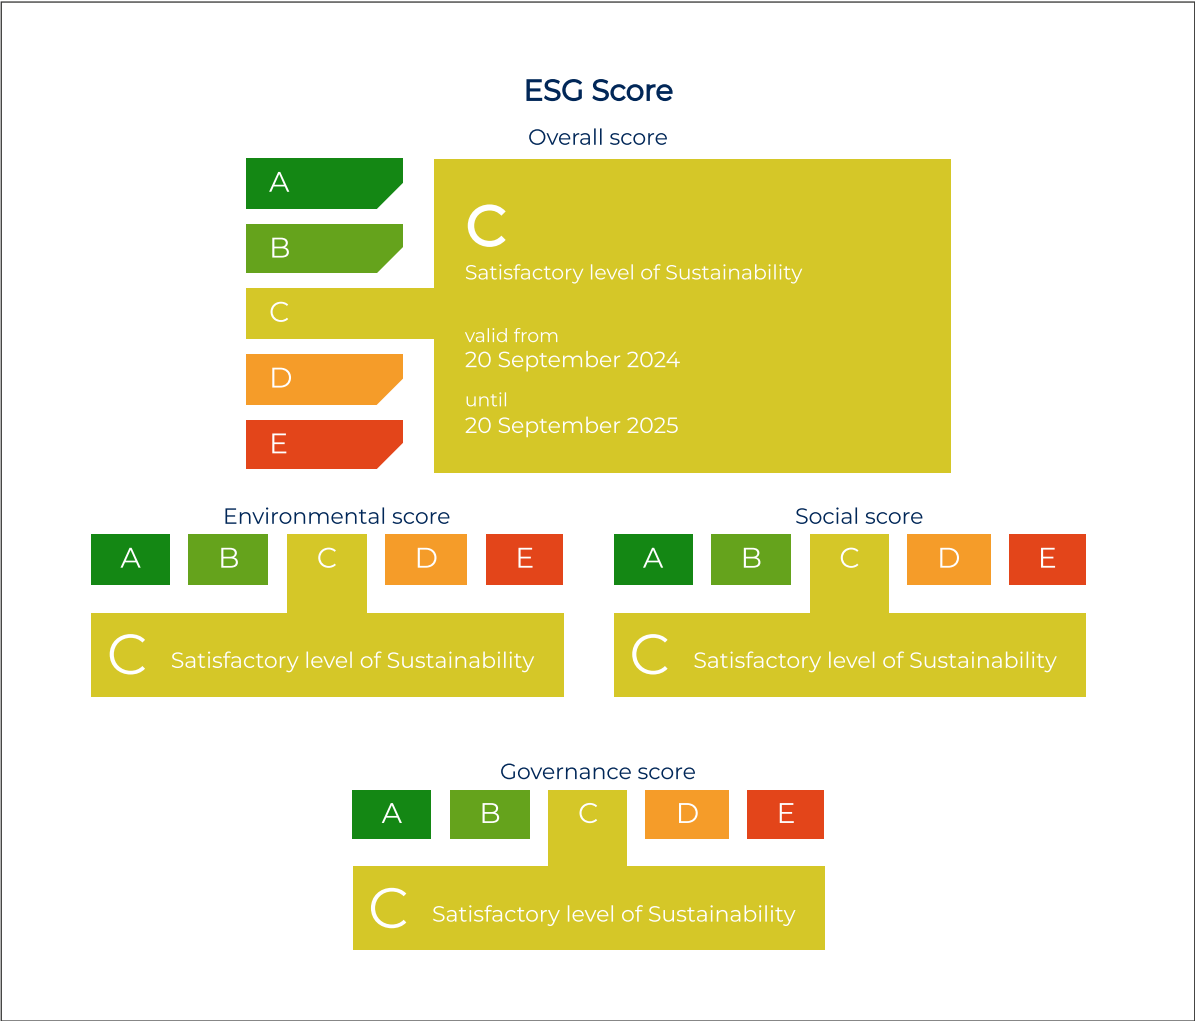 ESG Score
Overall score
A
B
C
D
E
C
Satisfactory level of Sustainability
valid from
20 September 2024
until
20 September 2025
Environmental score
A B C D E
C Satisfactory level of Sustainability
Social score
A B C D E
C Satisfactory level of Sustainability
Governance score
A B C D E
C Satisfactory level of Sustainability